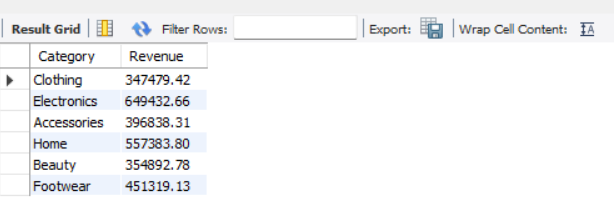 Result Grid Filter Rows: Export: Wrap Cell Content: IA
Category Revenue
Clothing 347479.42
Electronics 649432.66
Accessories 396838.31
Home 557383.80
Beauty 354892.78
Footwear 451319.13